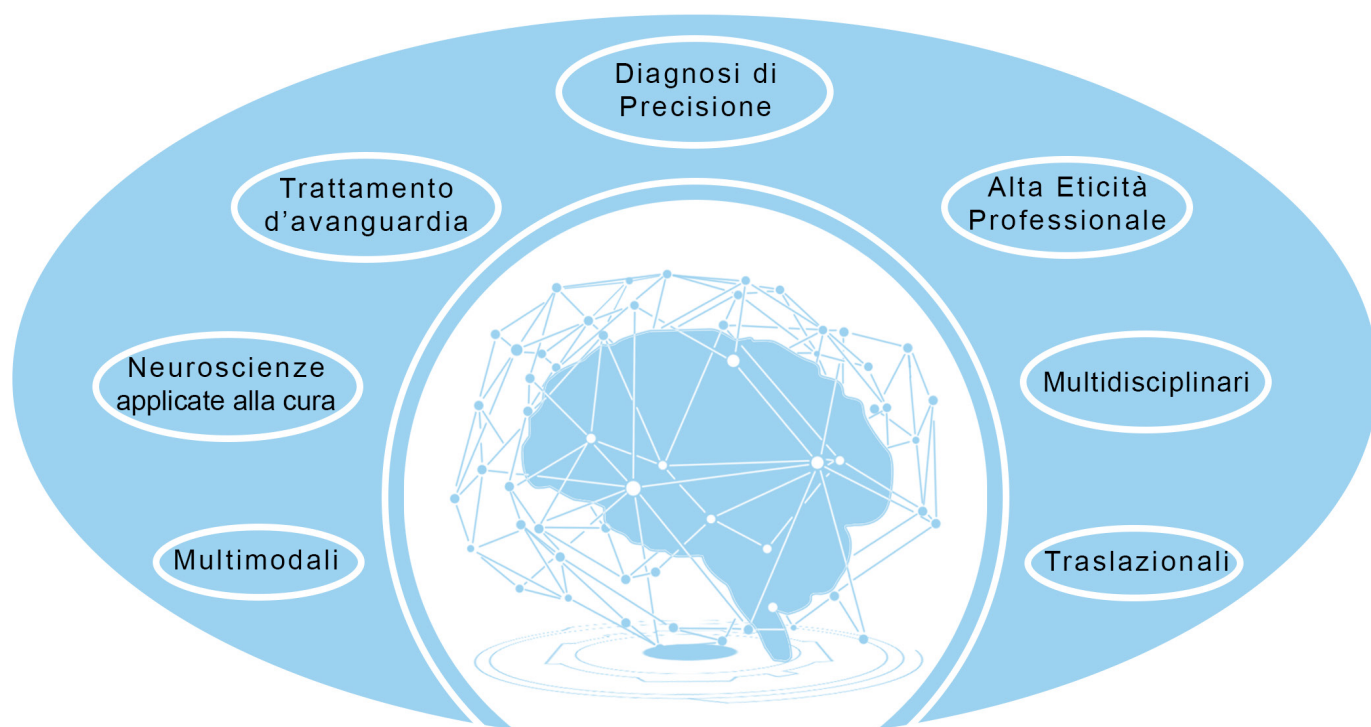 Diagnosi di
Precisione
Trattamento
d’avanguardia
Alta Eticità
Professionale
Neuroscienze
applicate alla cura
Multidisciplinari
Multimodali
Traslazionali